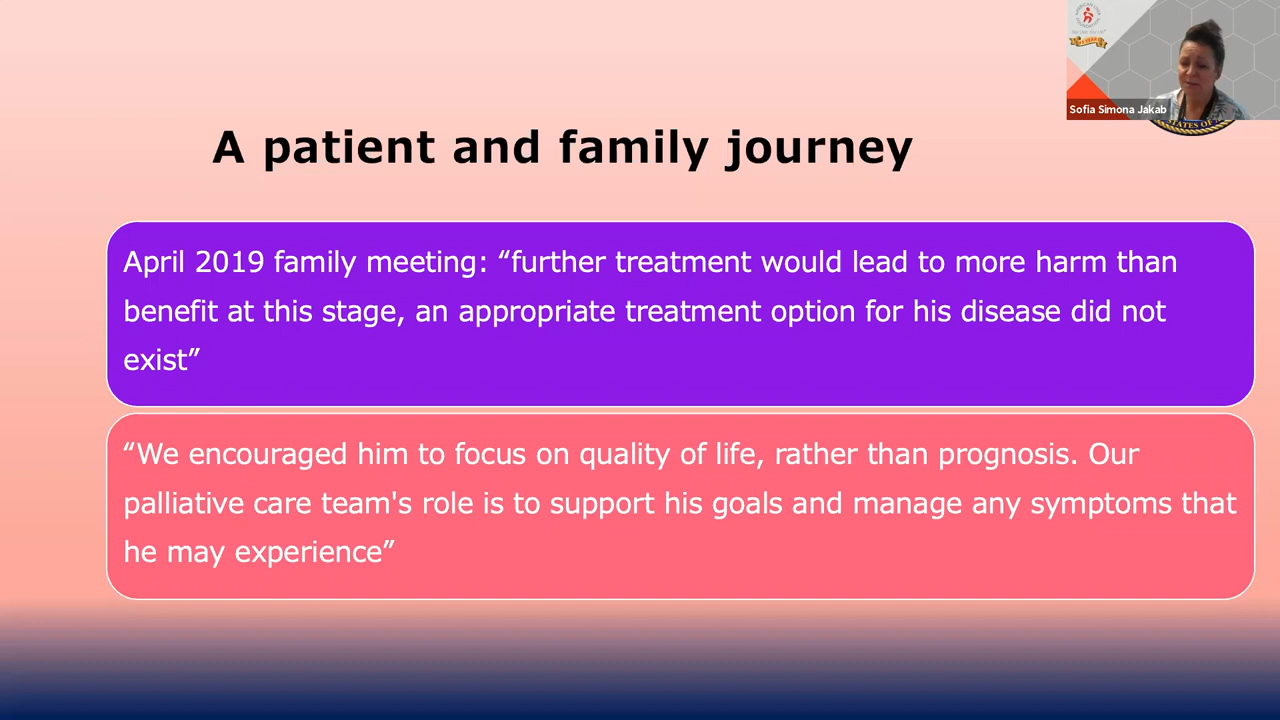 Sofia Simona Jakab
STATES OF
A patient and family journey
April 2019 family meeting: “further treatment would lead to more harm than
benefit at this stage, an appropriate treatment option for his disease did not
exist”
“We encouraged him to focus on quality of life, rather than prognosis. Our
palliative care team's role is to support his goals and manage any symptoms that
he may experience”